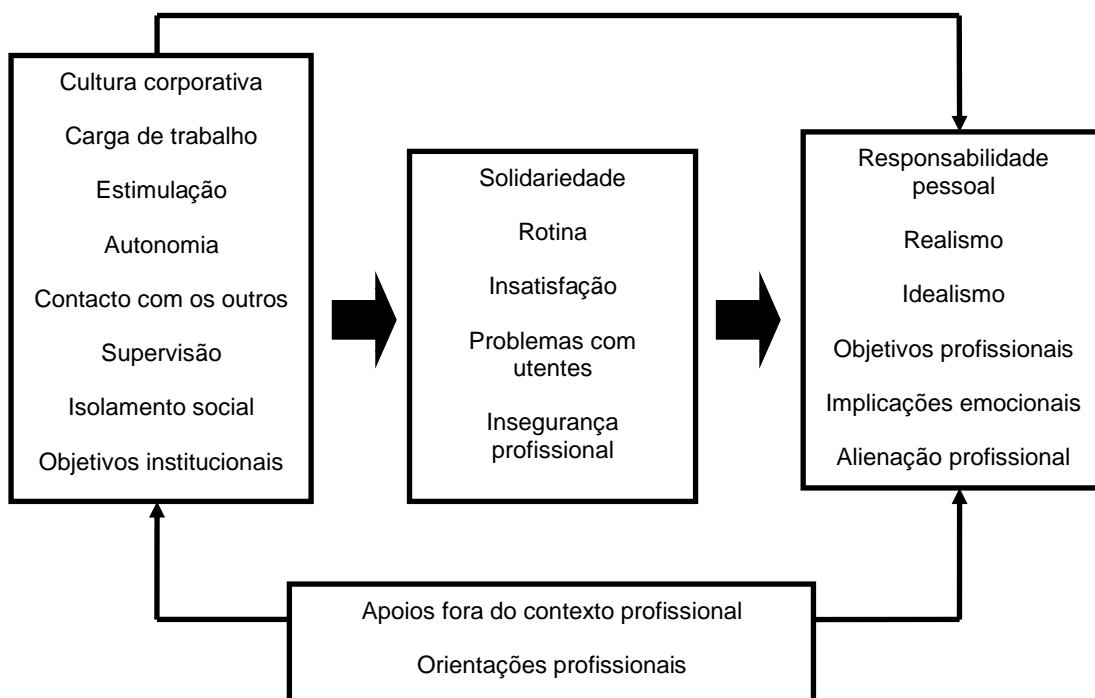 Cultura corporativa
Carga de trabalho
Estimulação
Autonomia
Contacto com os outros
Supervisão
Isolamento social
Objetivos institucionais
Solidariedade
Rotina
Insatisfação
Problemas com
utentes
Insegurança
profissional
Responsabilidade
pessoal
Realismo
Idealismo
Objetivos profissionais
Implicações emocionais
Alienação profissional
Apoios fora do contexto profissional
Orientações profissionais